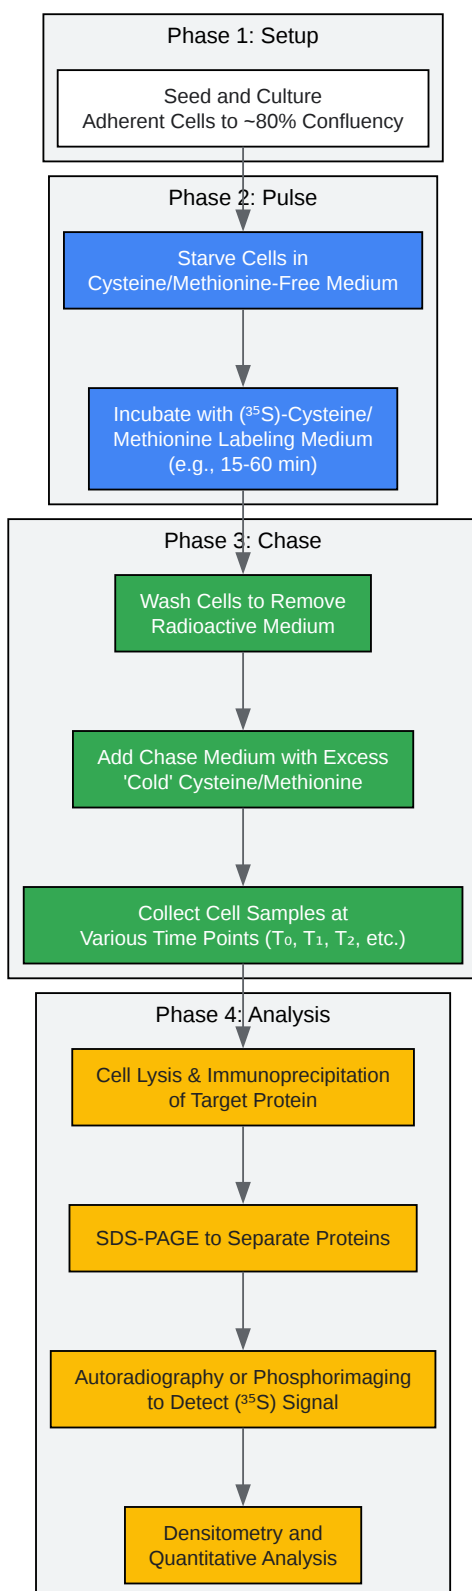 Phase 1: Setup
Seed and Culture
Adherent Cells to ~80% Confluency
Phase 2: Pulse
Starve Cells in
Cysteine/Methionine-Free Medium
Incubate with (³⁵S)-Cysteine/
Methionine Labeling Medium
(e.g., 15-60 min)
Phase 3: Chase
Wash Cells to Remove
Radioactive Medium
Add Chase Medium with Excess
'Cold' Cysteine/Methionine
Collect Cell Samples at
Various Time Points (T₀, T₁, T₂, etc.)
Phase 4: Analysis
Cell Lysis & Immunoprecipitation
of Target Protein
SDS-PAGE to Separate Proteins
Autoradiography or Phosphorimaging
to Detect (³⁵S) Signal
Densitometry and
Quantitative Analysis